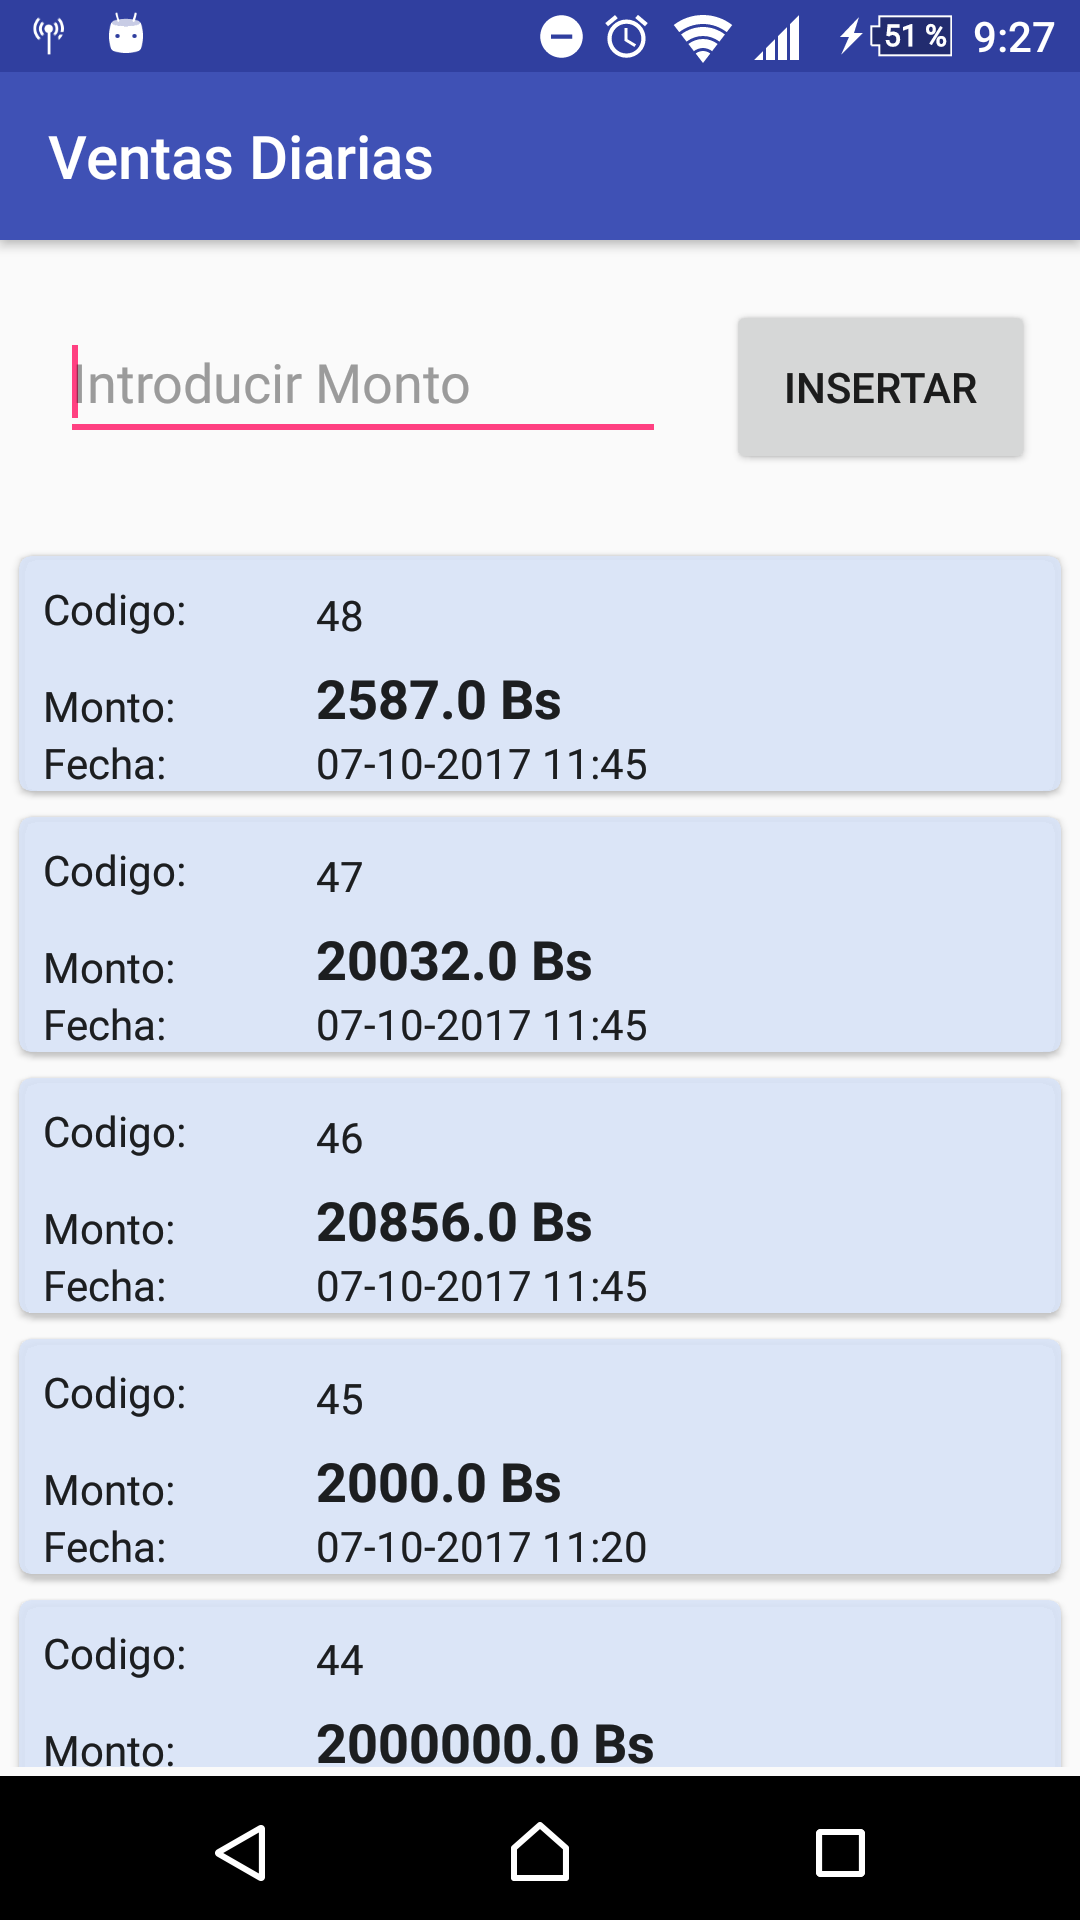 51 % 9:27
Ventas Diarias
Introducir Monto INSERTAR
Codigo: 48
Monto: 2587.0 Bs
Fecha: 07-10-2017 11:45
Codigo: 47
Monto: 20032.0 Bs
Fecha: 07-10-2017 11:45
Codigo: 46
Monto: 20856.0 Bs
Fecha: 07-10-2017 11:45
Codigo: 45
Monto: 2000.0 Bs
Fecha: 07-10-2017 11:20
Codigo: 44
Monto: 2000000.0 Bs